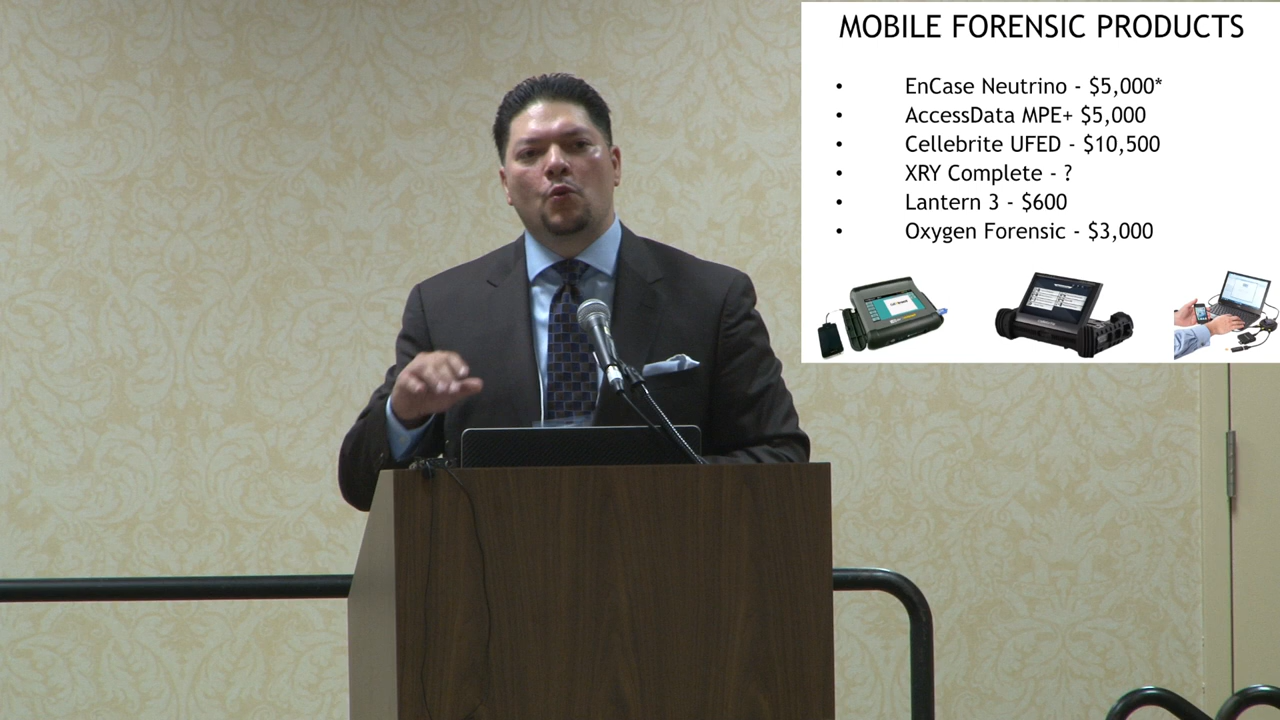 MOBILE FORENSIC PRODUCTS
• EnCase Neutrino - $5,000*
• AccessData MPE+ $5,000
• Cellebrite UFED - $10,500
• XRY Complete - ?
• Lantern 3 - $600
• Oxygen Forensic - $3,000